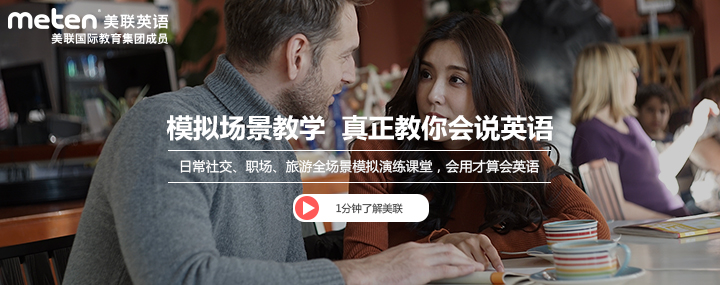 meten 美联英语
美联国际教育集团成员
模拟场景教学 真正教你会说英语
日常社交、职场、旅游全场景模拟演练课堂，会用才算会英语
1分钟了解美联